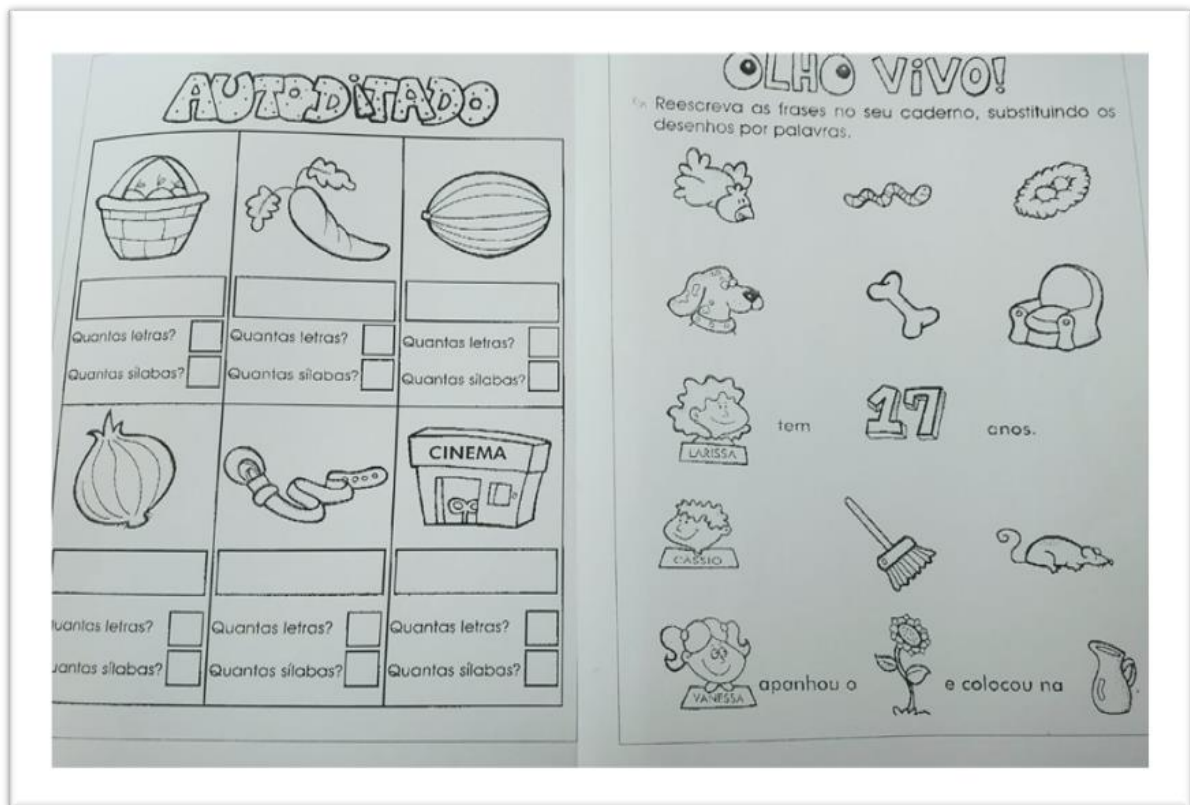 AUTODITADO
Quantas letras? Quantas letras? Quantas letras?
Quantas sílabas? Quantas sílabas? Quantas sílabas?
CINEMA
uantas letras? Quantas letras? Quantas letras?
uantas sílabas? Quantas sílabas? Quantas sílabas?
OLHO VIVO!
Reescreva as frases no seu caderno, substituindo os
desenhos por palavras.
LARISSA tem 17 anos.
CÁSSIO
VANESSA apanhou o e colocou na